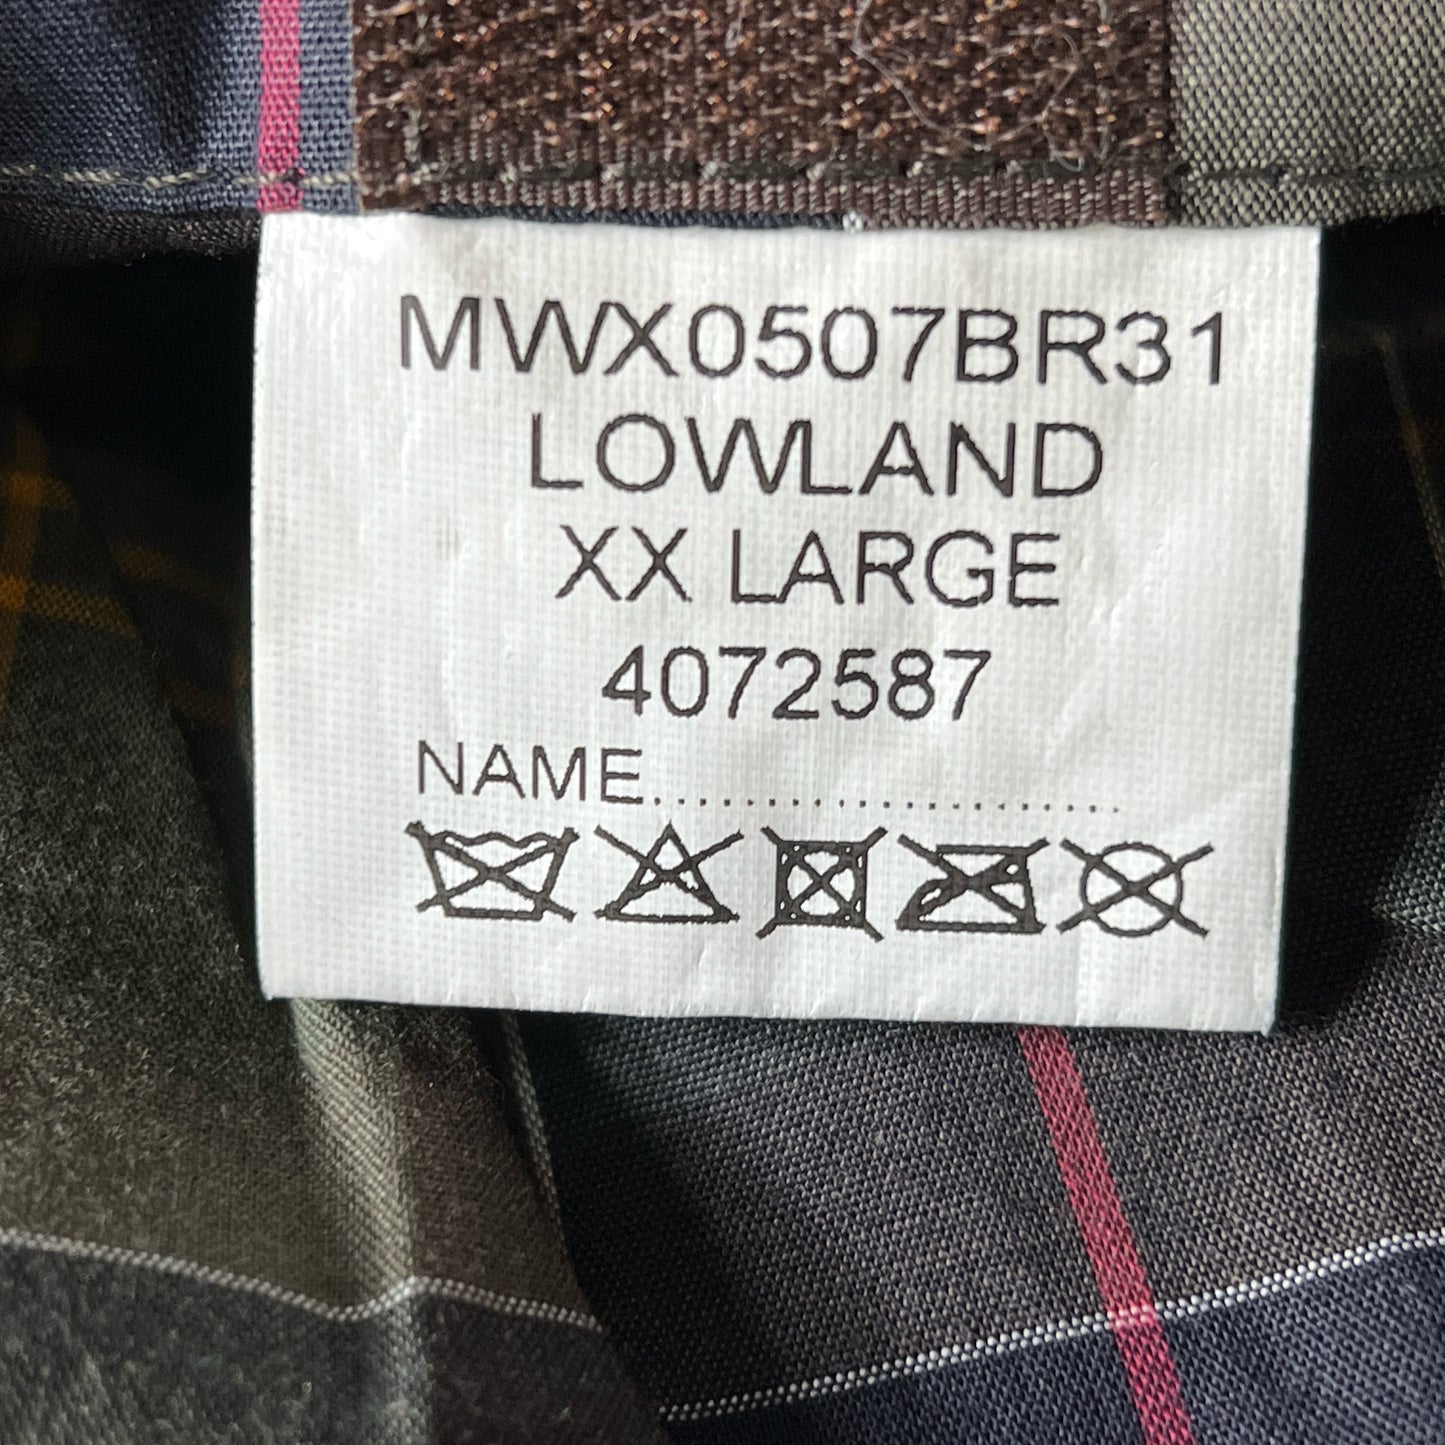 MWX0507BR31
LOWLAND
XX LARGE
4072587
NAME..............................